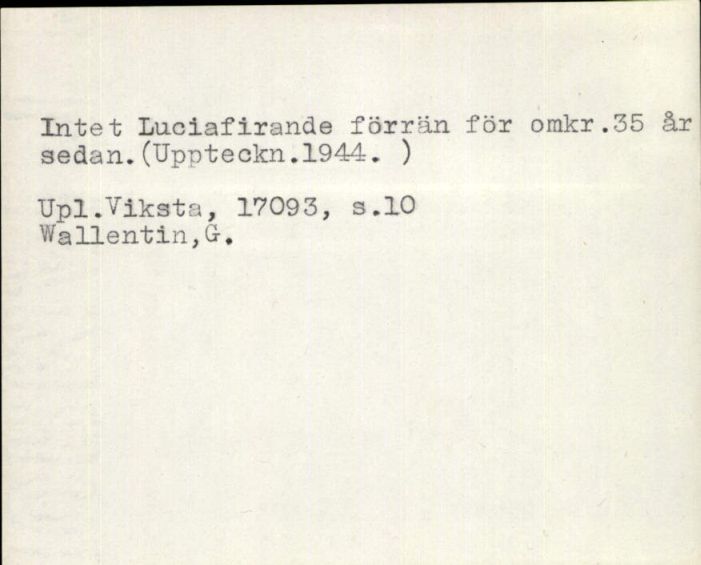 Intet Luciafirande förrän för omkr.35 år
sedan.(Uppteckn.1944. )
Upl.Viksta, 17093, s.10
Wallentin,G.